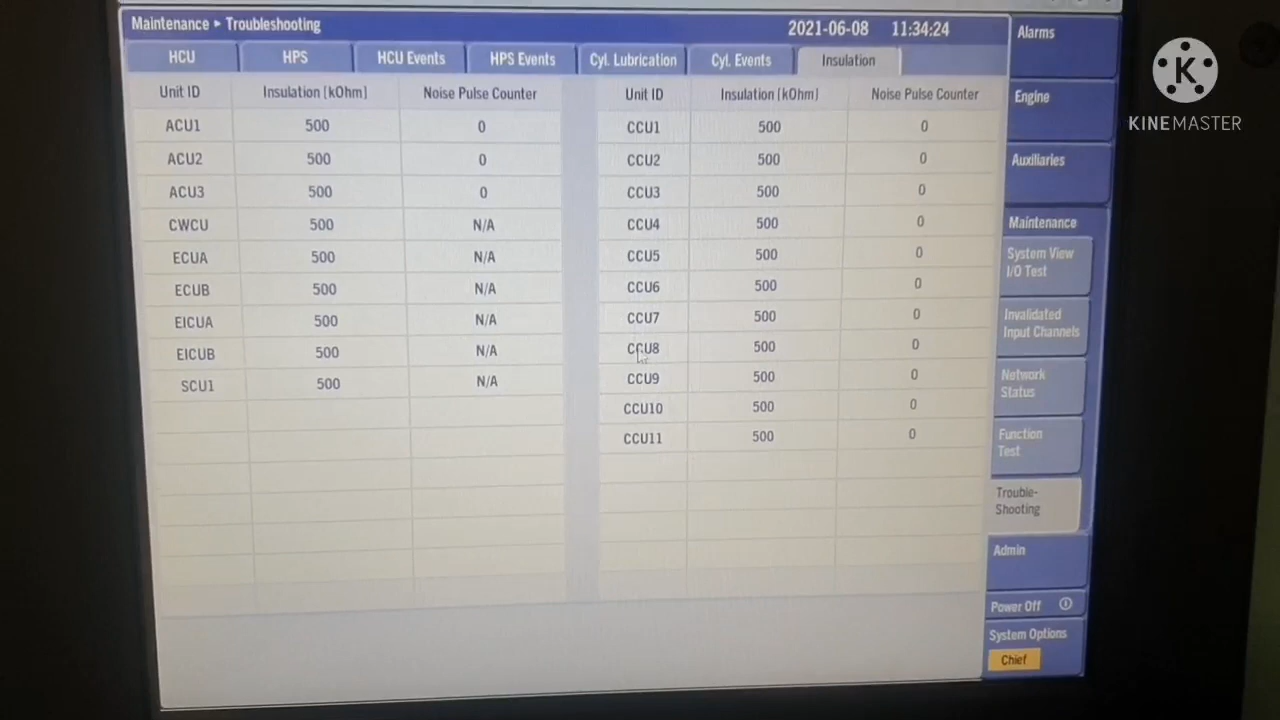 Maintenance ▸ Troubleshooting 2021-06-08 11:34:24
HCU HPS HCU Events HPS Events Cyl. Lubrication Cyl. Events Insulation
Unit ID Insulation [kOhm] Noise Pulse Counter Unit ID Insulation [kOhm] Noise Pulse Counter
ACU1 500 0 CCU1 500 0
ACU2 500 0 CCU2 500 0
ACU3 500 0 CCU3 500 0
CWCU 500 N/A CCU4 500 0
ECUA 500 N/A CCU5 500 0
ECUB 500 N/A CCU6 500 0
EICUA 500 N/A CCU7 500 0
EICUB 500 N/A CCU8 500 0
SCU1 500 N/A CCU9 500 0
CCU10 500 0
CCU11 500 0
Alarms
Engine
Auxiliaries
Maintenance
System View
I/O Test
Invalidated
Input Channels
Network
Status
Function
Test
Trouble-
Shooting
Admin
Power Off
System Options
Chief
K
KINEMASTER